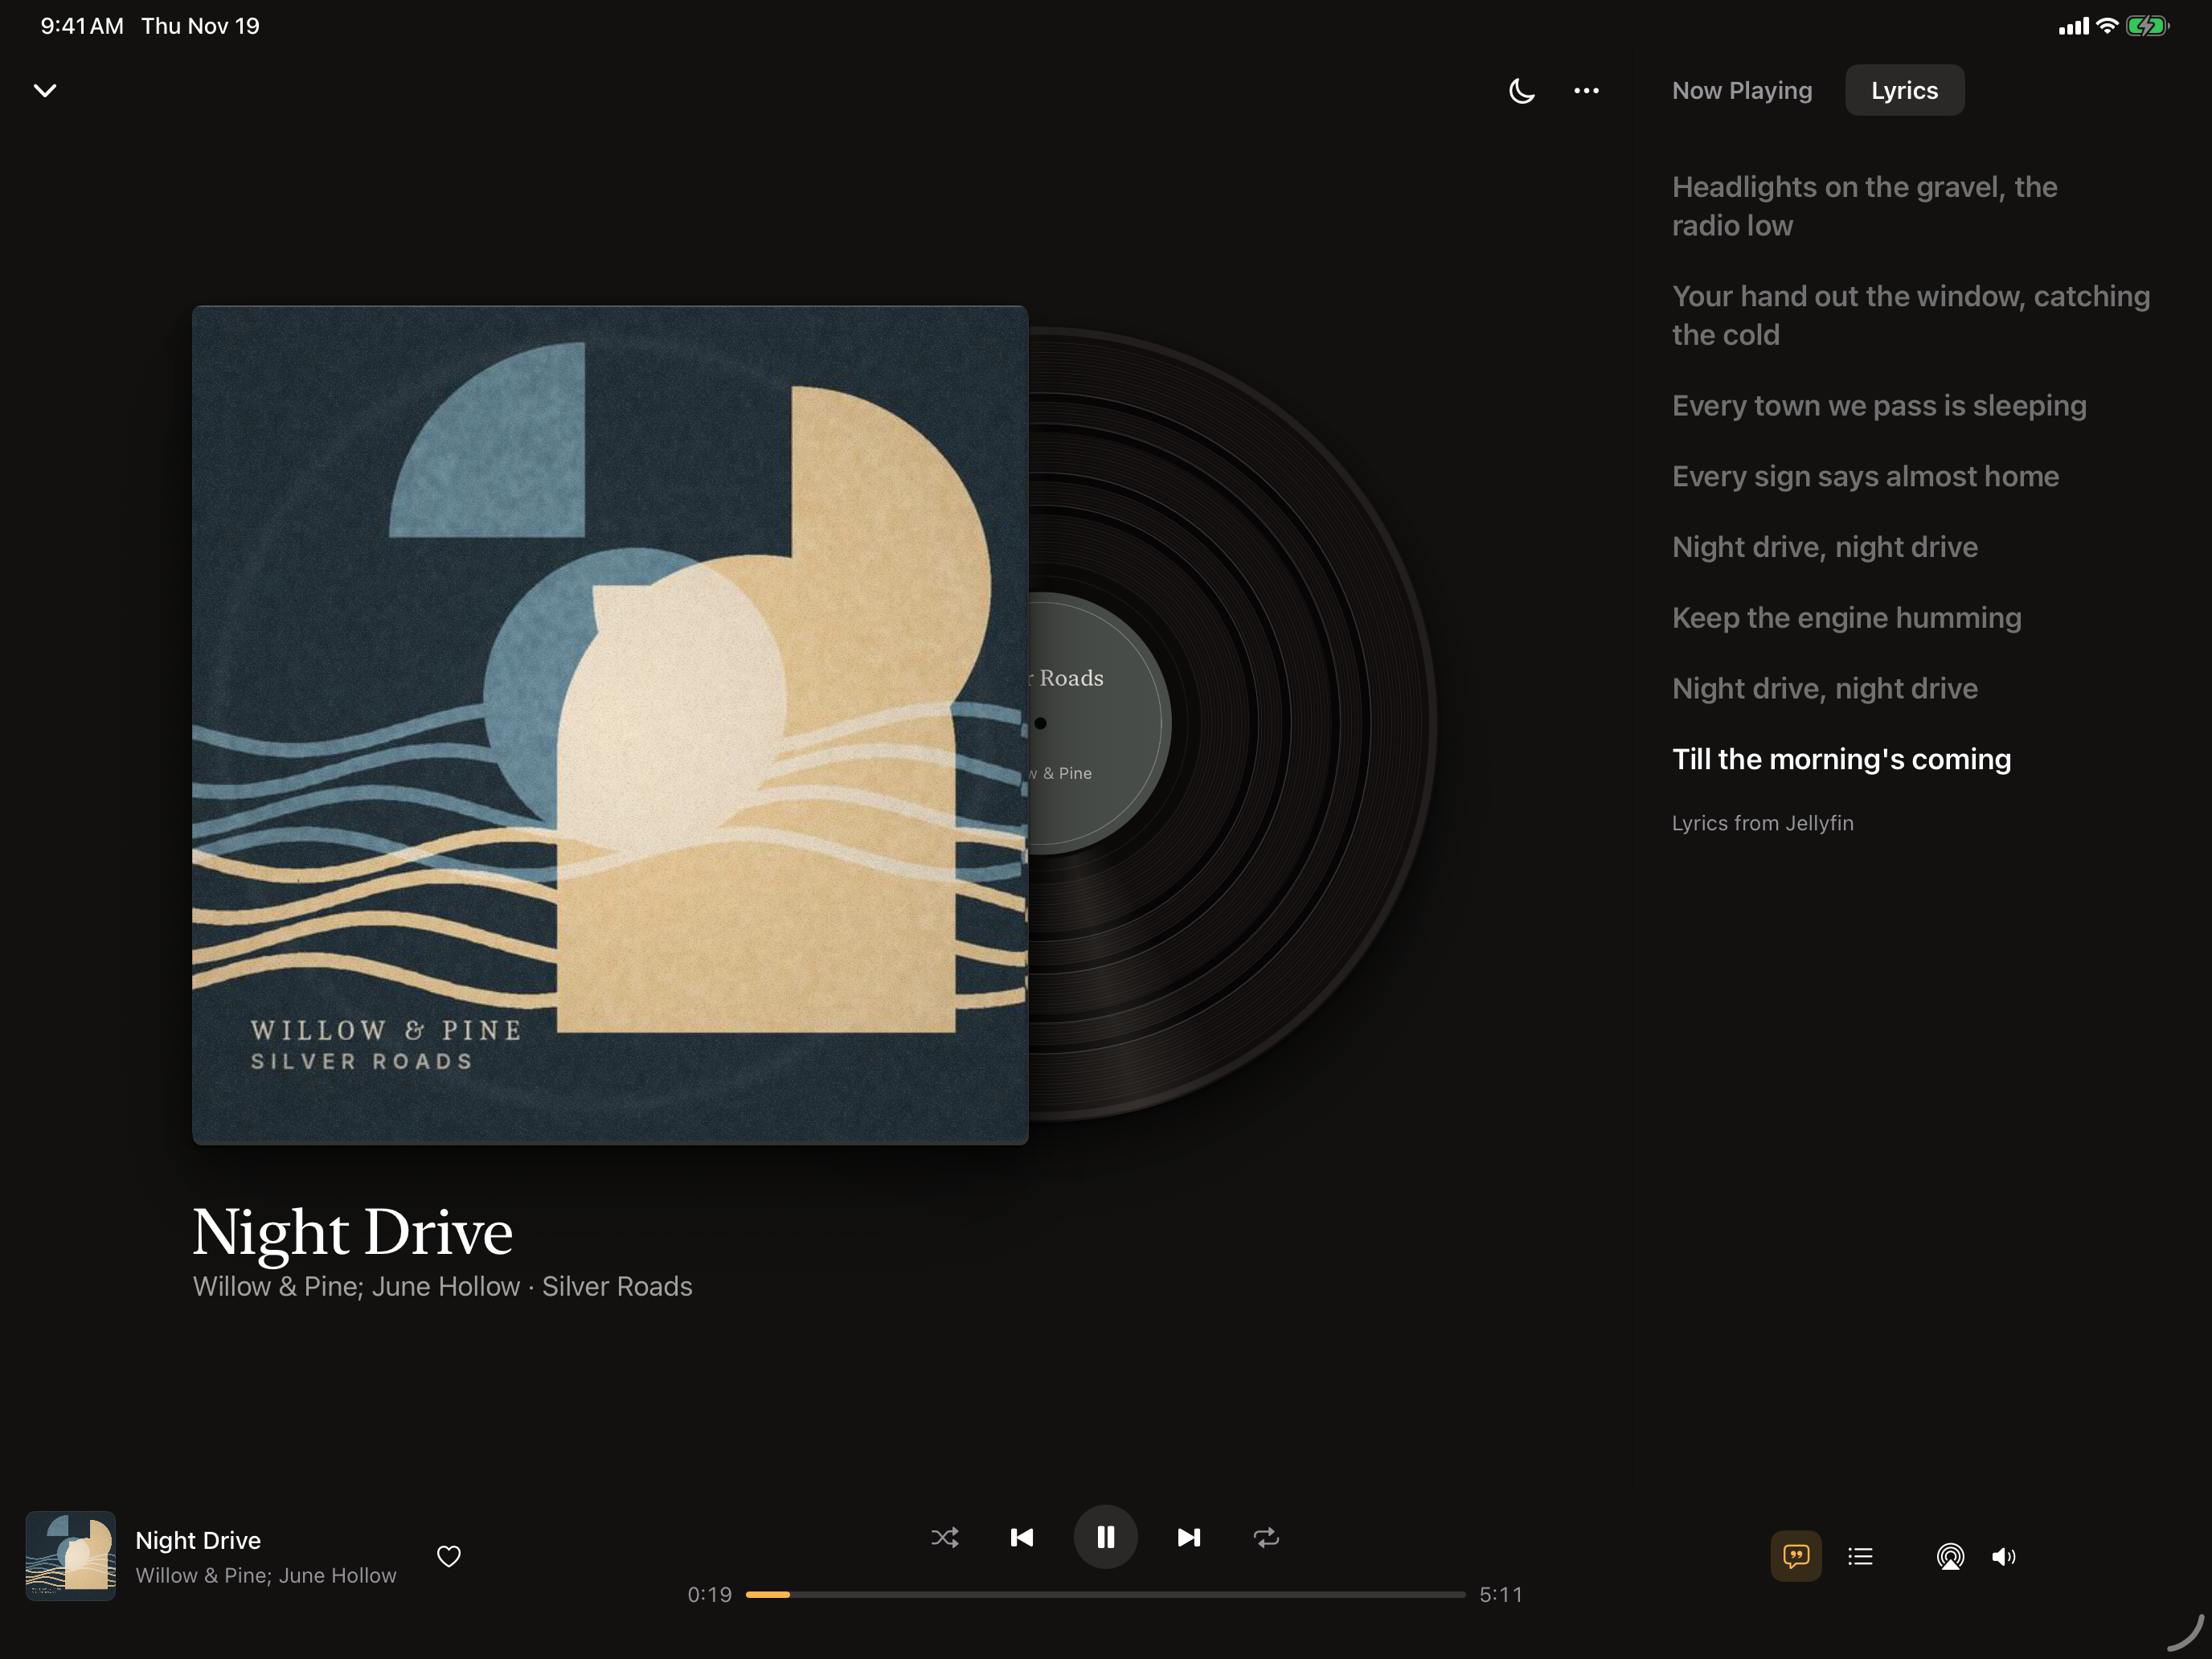 9:41 AM Thu Nov 19
Now Playing
Lyrics
Headlights on the gravel, the
radio low
Your hand out the window, catching
the cold
Every town we pass is sleeping
Every sign says almost home
Night drive, night drive
Keep the engine humming
Night drive, night drive
Till the morning's coming
Lyrics from Jellyfin
r Roads
w & Pine
WILLOW & PINE
SILVER ROADS
Night Drive
Willow & Pine; June Hollow · Silver Roads
Night Drive
Willow & Pine; June Hollow
0:19
5:11